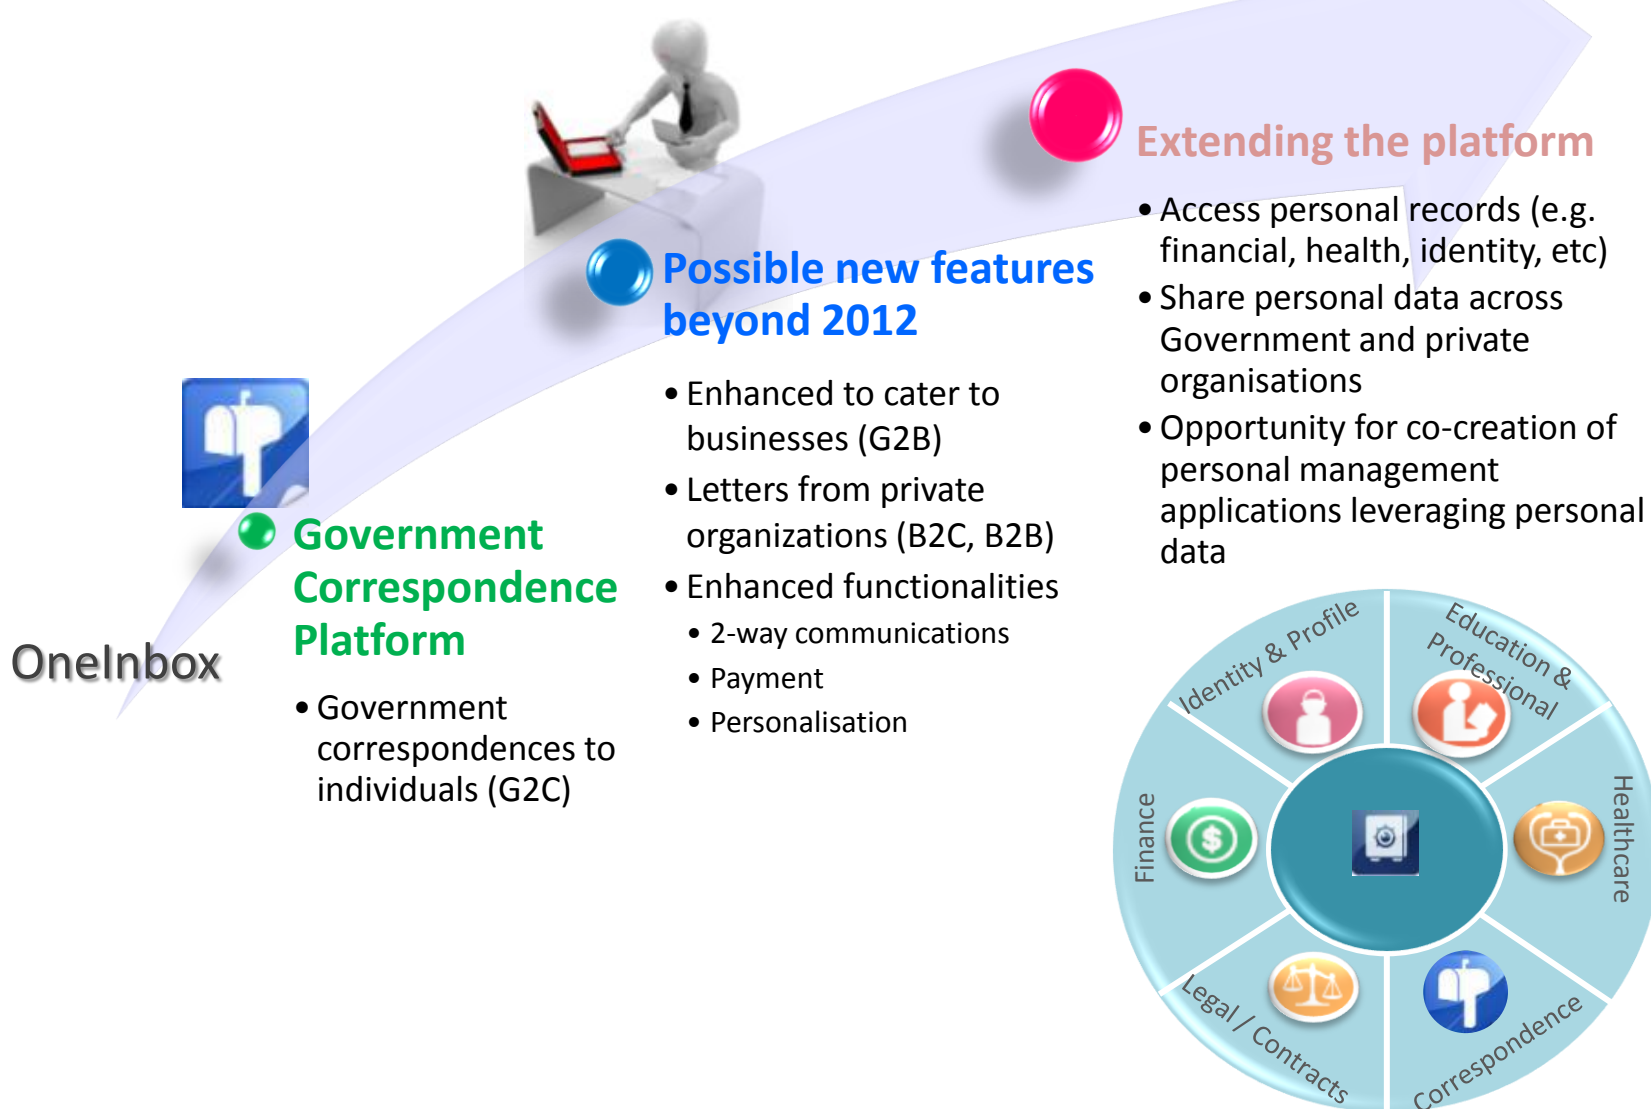 OneInbox
Government
Correspondence
Platform
• Government
correspondences to
individuals (G2C)
Possible new features
beyond 2012
• Enhanced to cater to
businesses (G2B)
• Letters from private
organizations (B2C, B2B)
• Enhanced functionalities
• 2-way communications
• Payment
• Personalisation
Extending the platform
• Access personal records (e.g.
financial, health, identity, etc)
• Share personal data across
Government and private
organisations
• Opportunity for co-creation of
personal management
applications leveraging personal
data
Identity & Profile
Education &
Professional
Healthcare
Correspondence
Legal / Contracts
Finance